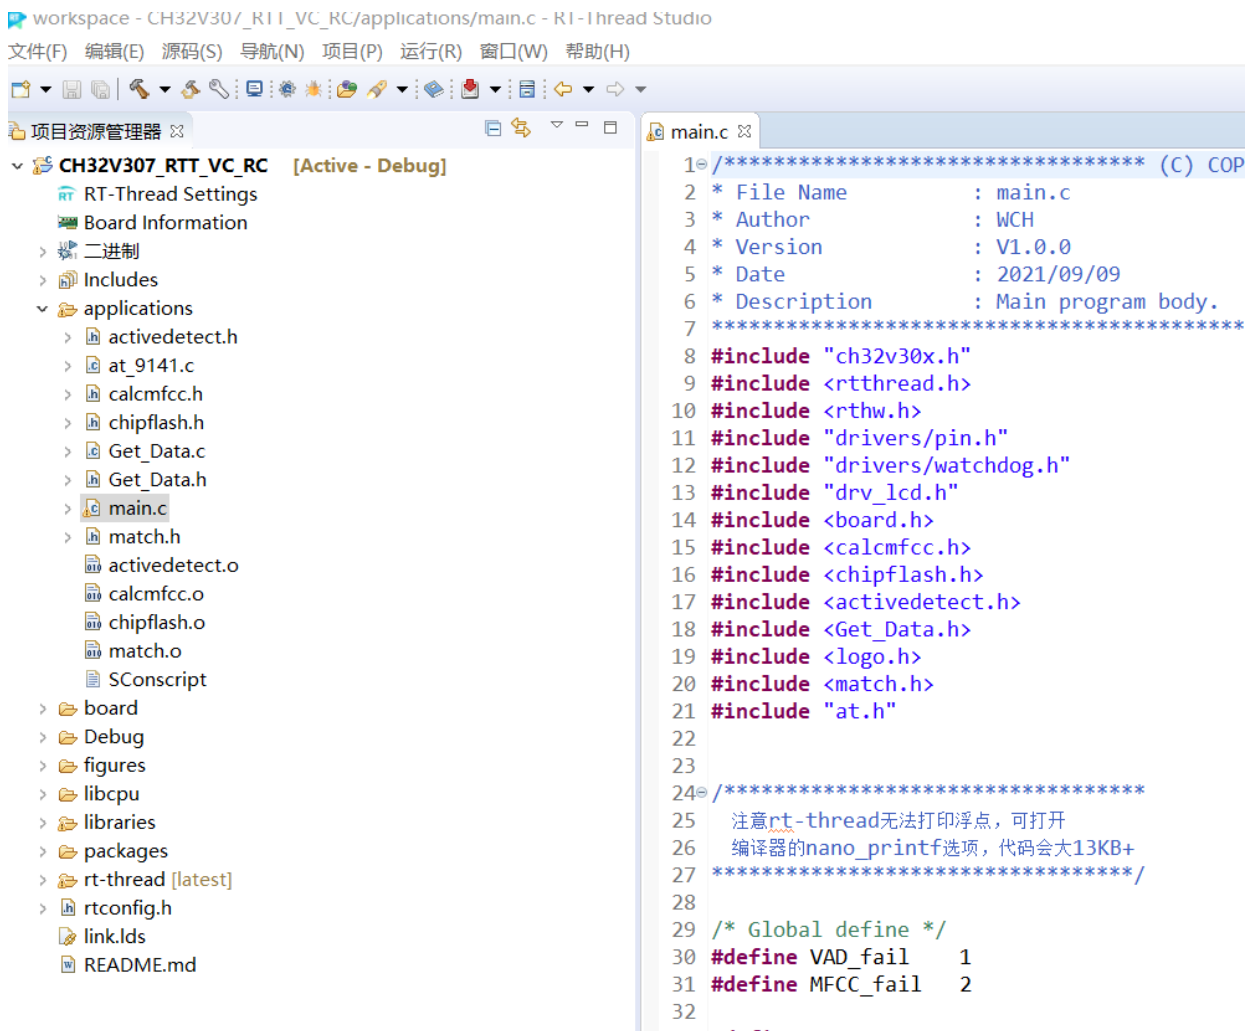 workspace - CH32V307_RTT_VC_RC/applications/main.c - RT-Thread Studio
文件(F) 编辑(E) 源码(S) 导航(N) 项目(P) 运行(R) 窗口(W) 帮助(H)
项目资源管理器
CH32V307_RTT_VC_RC [Active - Debug]
RT-Thread Settings
Board Information
二进制
Includes
applications
activedetect.h
at_9141.c
calcmfcc.h
chipflash.h
Get_Data.c
Get_Data.h
main.c
match.h
activedetect.o
calcmfcc.o
chipflash.o
match.o
SConscript
board
Debug
figures
libcpu
libraries
packages
rt-thread [latest]
rtconfig.h
link.lds
README.md
main.c
1 /********************************** (C) COP
2 * File Name : main.c
3 * Author : WCH
4 * Version : V1.0.0
5 * Date : 2021/09/09
6 * Description : Main program body.
7 *******************************************
8 #include "ch32v30x.h"
9 #include <rtthread.h>
10 #include <rthw.h>
11 #include "drivers/pin.h"
12 #include "drivers/watchdog.h"
13 #include "drv_lcd.h"
14 #include <board.h>
15 #include <calcmfcc.h>
16 #include <chipflash.h>
17 #include <activedetect.h>
18 #include <Get_Data.h>
19 #include <logo.h>
20 #include <match.h>
21 #include "at.h"
22
23
24 /**********************************
25 注意rt-thread无法打印浮点，可打开
26 编译器的nano_printf选项，代码会大13KB+
27 **********************************/
28
29 /* Global define */
30 #define VAD_fail 1
31 #define MFCC_fail 2
32